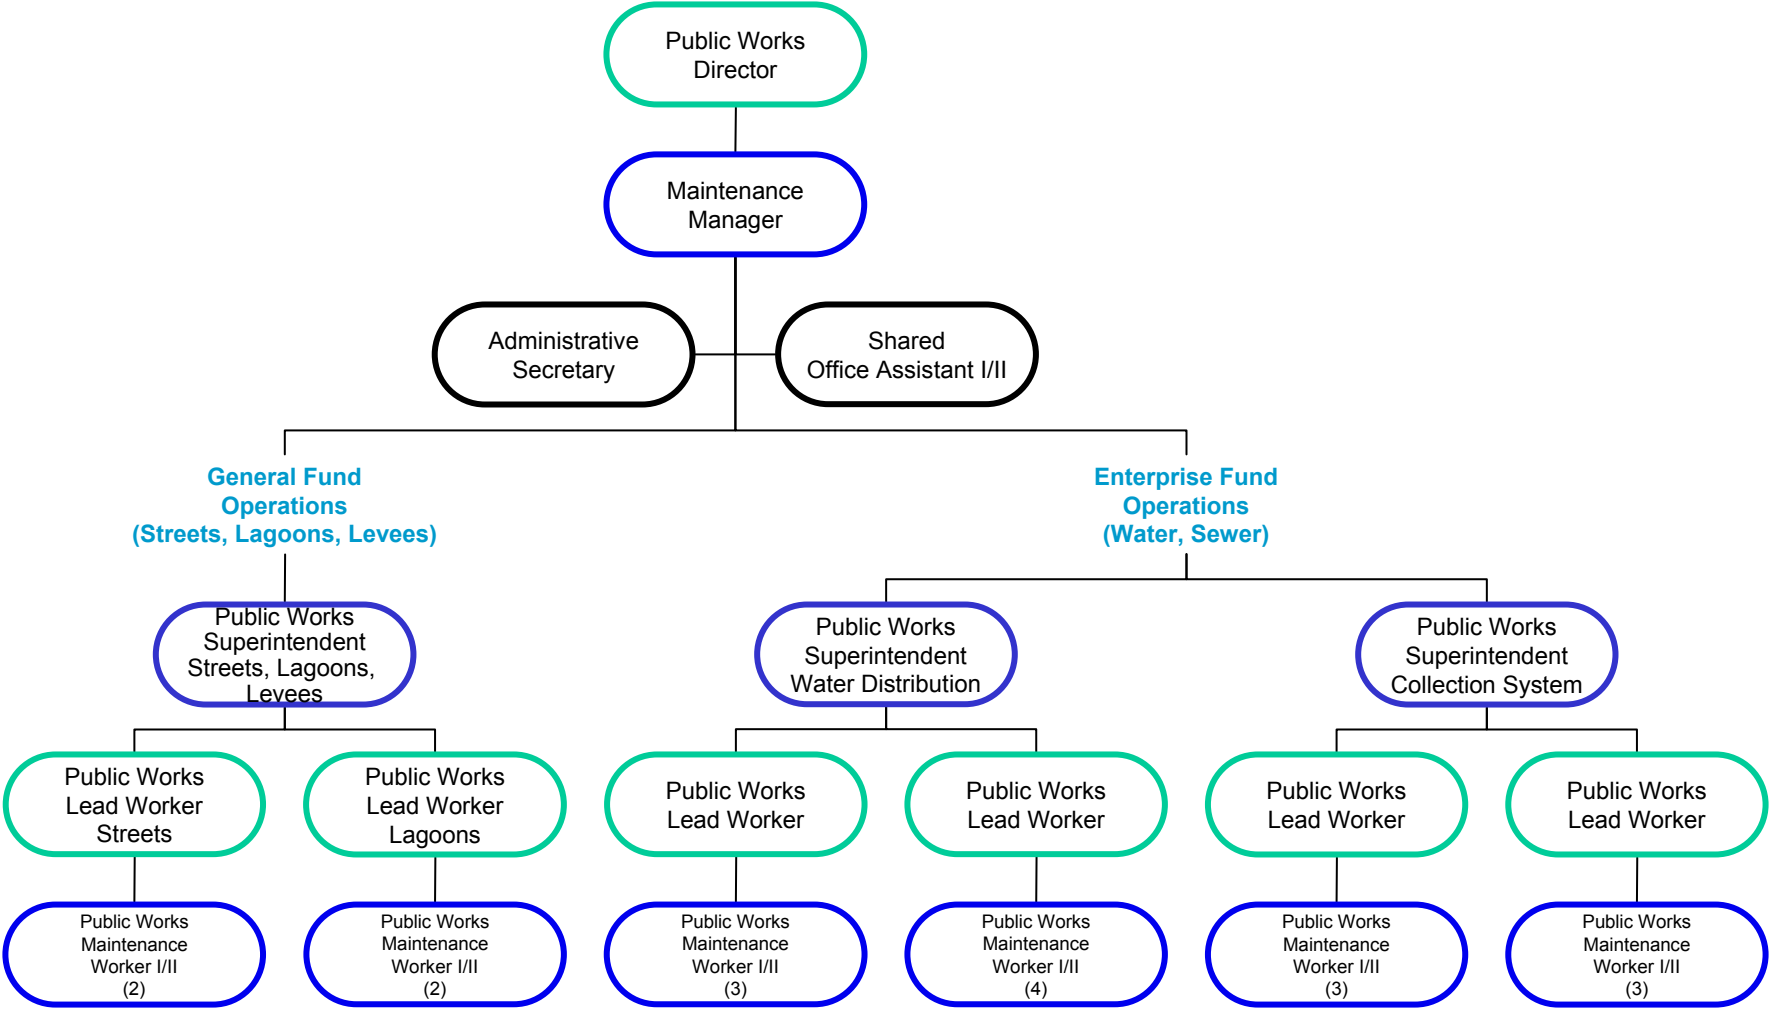 Public Works
Director
Maintenance
Manager
Administrative
Secretary
Shared
Office Assistant I/II
General Fund
Operations
(Streets, Lagoons, Levees)
Enterprise Fund
Operations
(Water, Sewer)
Public Works
Superintendent
Streets, Lagoons,
Levees
Public Works
Superintendent
Water Distribution
Public Works
Superintendent
Collection System
Public Works
Lead Worker
Streets
Public Works
Lead Worker
Lagoons
Public Works
Lead Worker
Public Works
Lead Worker
Public Works
Lead Worker
Public Works
Lead Worker
Public Works
Maintenance
Worker I/II
(2)
Public Works
Maintenance
Worker I/II
(2)
Public Works
Maintenance
Worker I/II
(3)
Public Works
Maintenance
Worker I/II
(4)
Public Works
Maintenance
Worker I/II
(3)
Public Works
Maintenance
Worker I/II
(3)